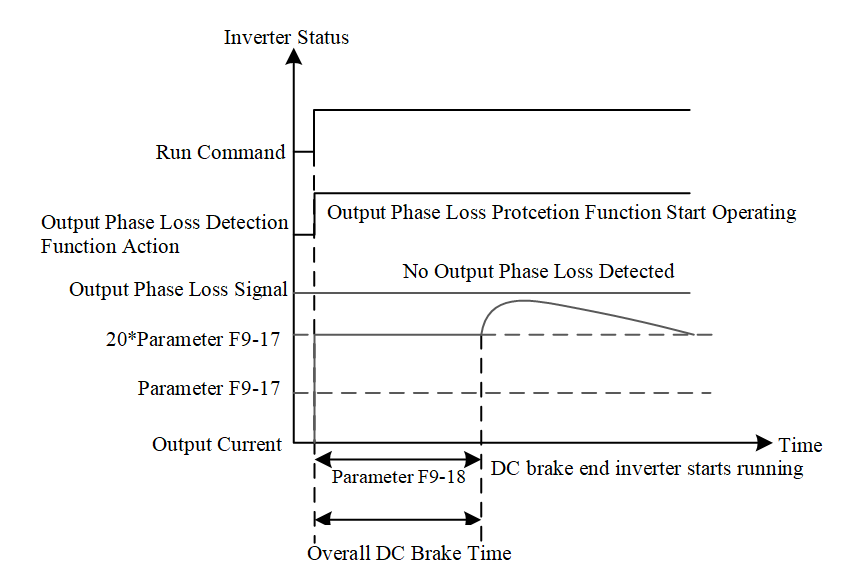 Inverter Status
Run Command
Output Phase Loss Detection
Function Action
Output Phase Loss Protcetion Function Start Operating
No Output Phase Loss Detected
Output Phase Loss Signal
20*Parameter F9-17
Parameter F9-17
Output Current
Time
Parameter F9-18
DC brake end inverter starts running
Overall DC Brake Time